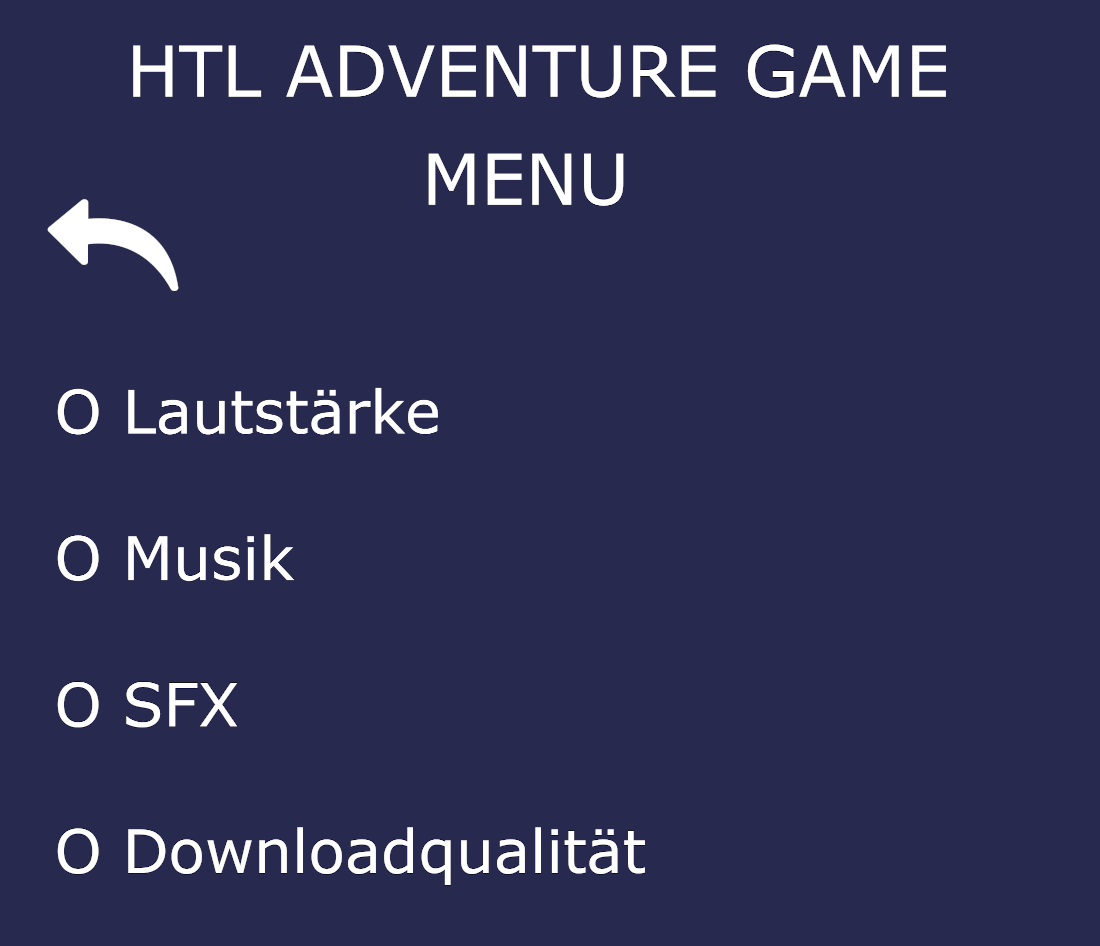 HTL ADVENTURE GAME
MENU
O Lautstärke
O Musik
O SFX
O Downloadqualität